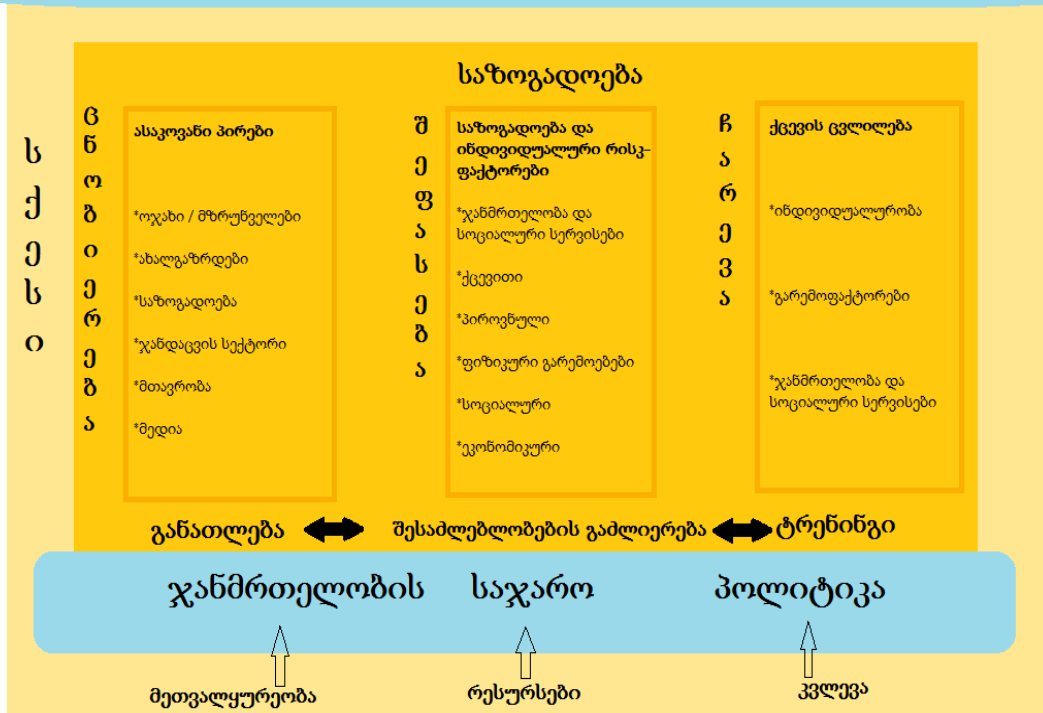 საზოგადოება
სქესი
ცნობიერება
ასაკოვანი პირები
*ოჯახი / მზრუნველები
*ახალგაზრდები
*საზოგადოება
*ჯანდაცვის სექტორი
*მთავრობა
*მედია
შეფასება
საზოგადოება და
ინდივიდუალური რისკ-
ფაქტორები
*ჯანმრთელობა და
სოციალური სერვისები
*ქცევითი
*პიროვნული
*ფიზიკური გარემოებები
*სოციალური
*ეკონომიკური
ჩარევა
ქცევის ცვლილება
*ინდივიდუალურობა
*გარემოფაქტორები
*ჯანმრთელობა და
სოციალური სერვისები
განათლება შესაძლებლობების გაძლიერება ტრენინგი
ჯანმრთელობის საჯარო პოლიტიკა
მეთვალყურეობა რესურსები კვლევა